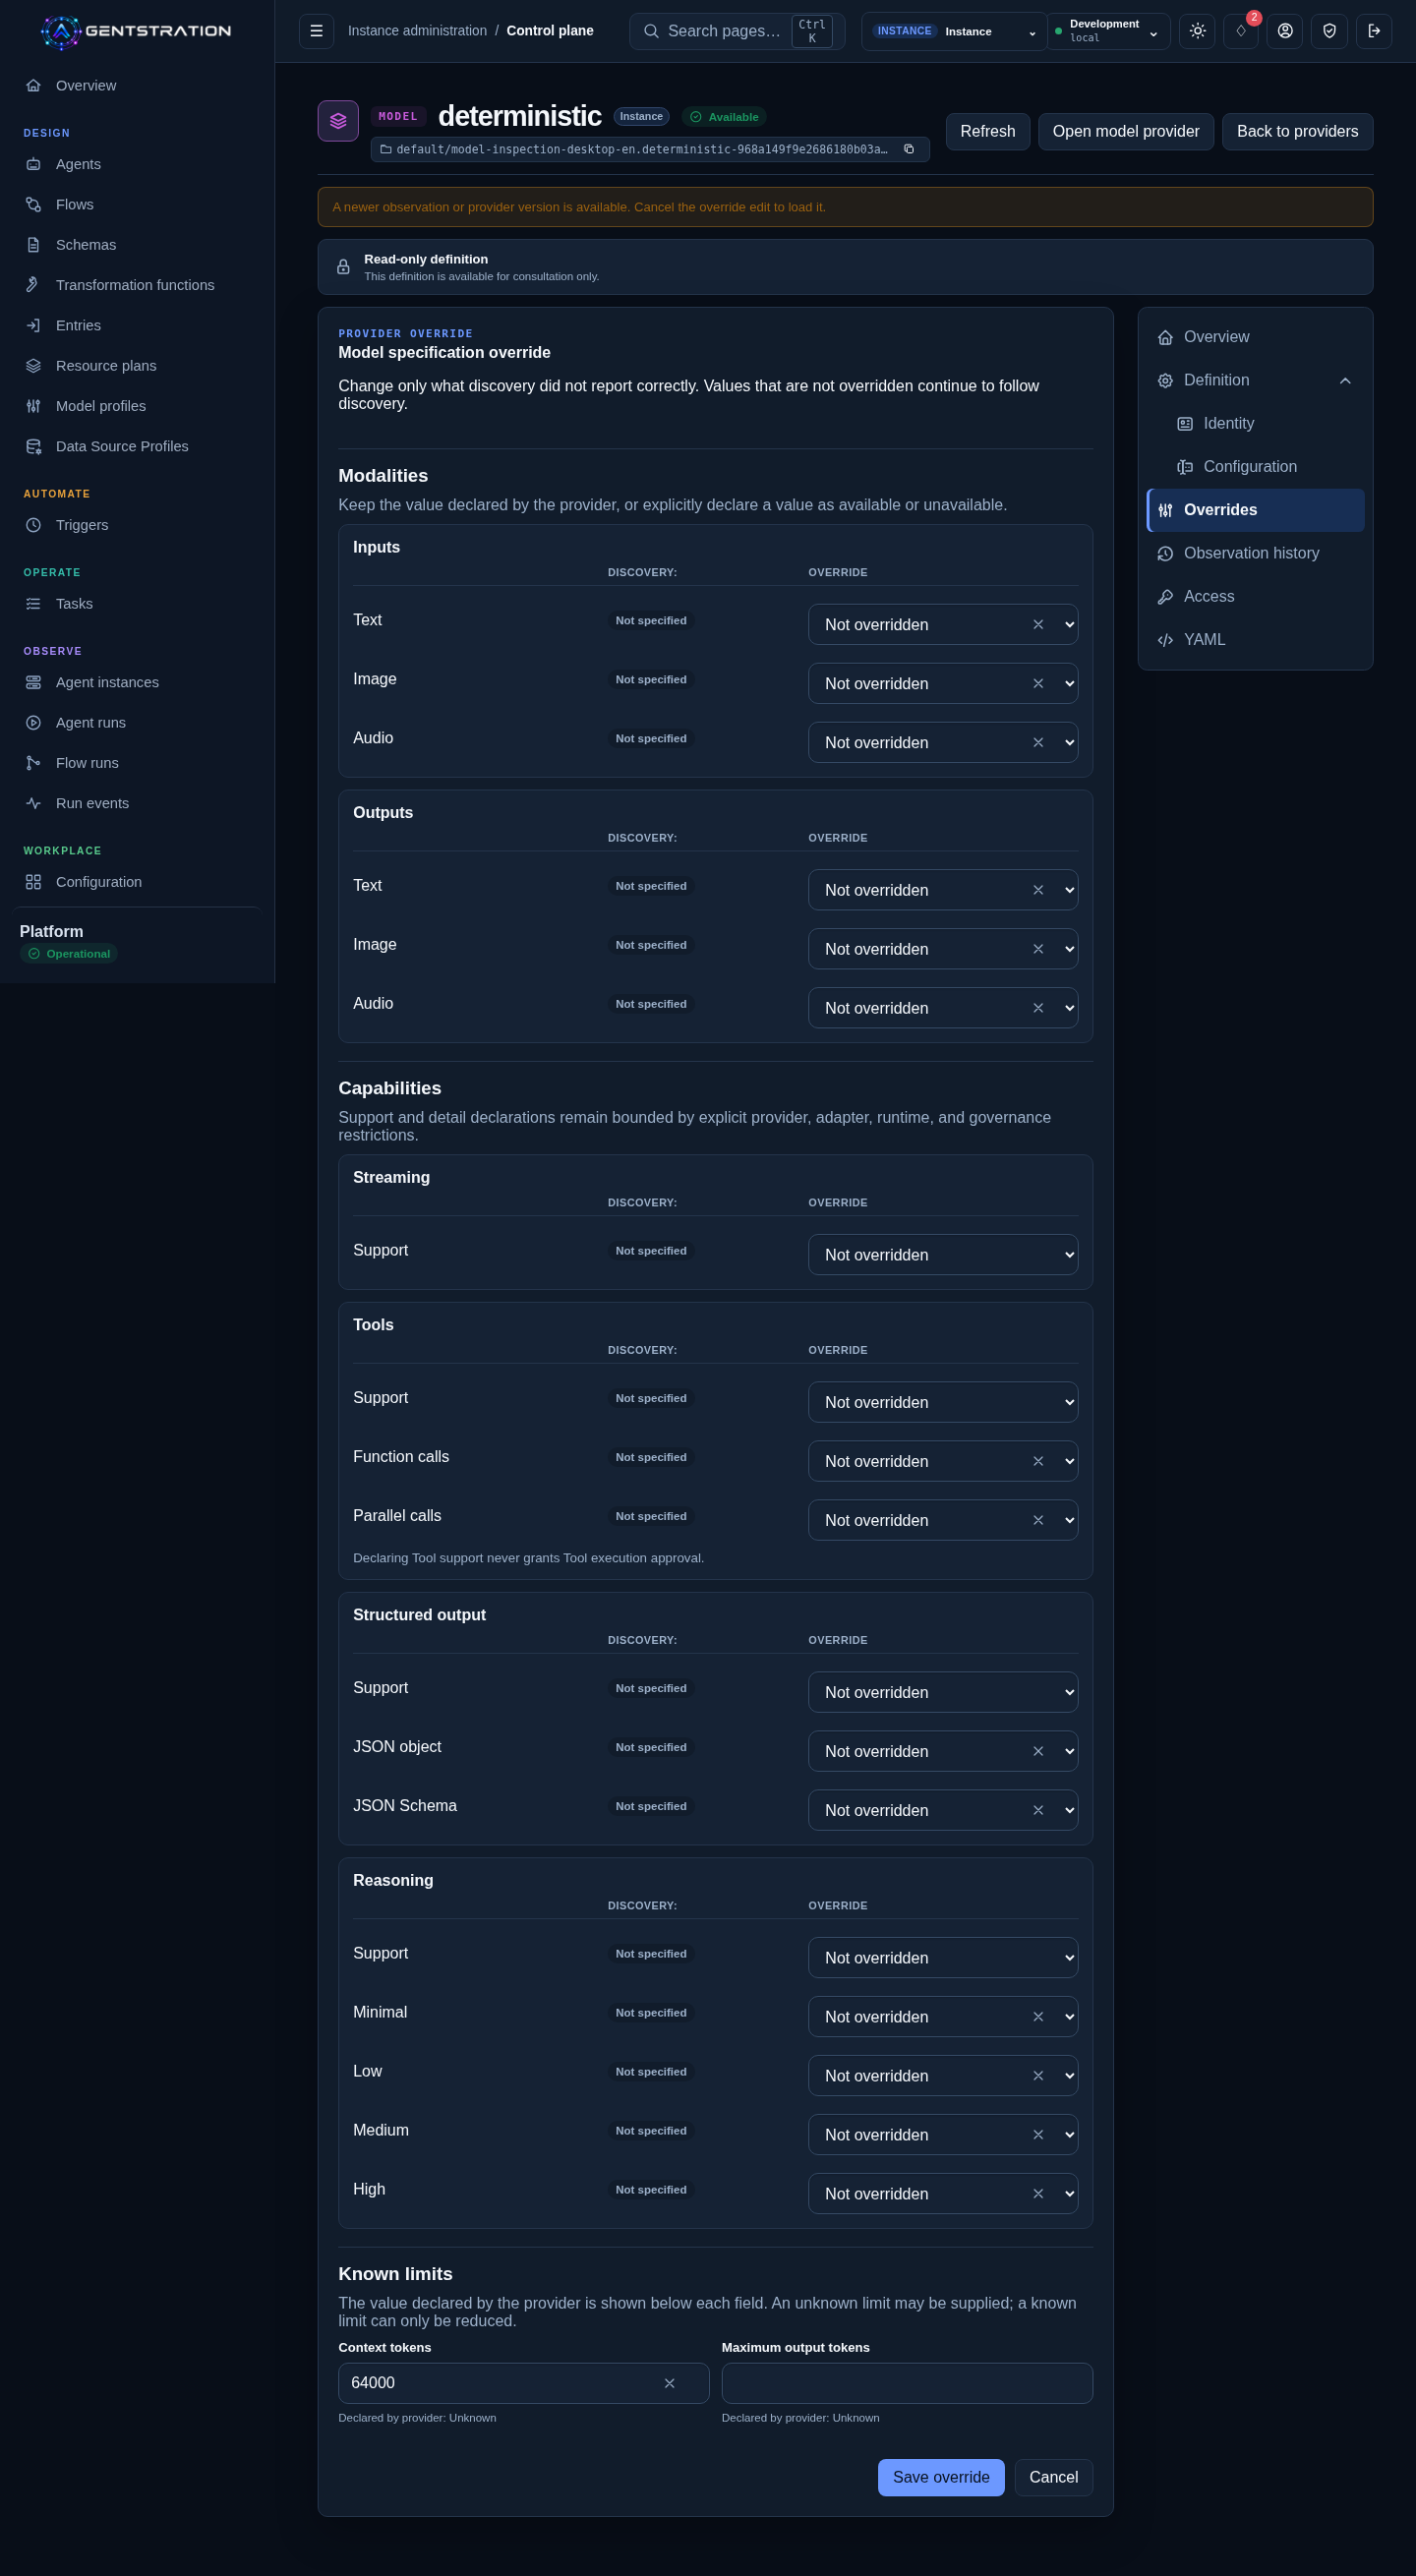 GENTSTRATION
Overview
DESIGN
Agents
Flows
Schemas
Transformation functions
Entries
Resource plans
Model profiles
Data Source Profiles
AUTOMATE
Triggers
OPERATE
Tasks
OBSERVE
Agent instances
Agent runs
Flow runs
Run events
WORKPLACE
Configuration
Platform
Operational
Instance administration / Control plane
Search pages…
Ctrl
K
INSTANCE Instance
Development
local
2
MODEL deterministic Instance Available
default/model-inspection-desktop-en.deterministic-968a149f9e2686180b03a…
Refresh
Open model provider
Back to providers
A newer observation or provider version is available. Cancel the override edit to load it.
Read-only definition
This definition is available for consultation only.
PROVIDER OVERRIDE
Model specification override
Change only what discovery did not report correctly. Values that are not overridden continue to follow
discovery.
Modalities
Keep the value declared by the provider, or explicitly declare a value as available or unavailable.
Inputs
DISCOVERY: OVERRIDE
Text Not specified Not overridden
Image Not specified Not overridden
Audio Not specified Not overridden
Outputs
DISCOVERY: OVERRIDE
Text Not specified Not overridden
Image Not specified Not overridden
Audio Not specified Not overridden
Capabilities
Support and detail declarations remain bounded by explicit provider, adapter, runtime, and governance
restrictions.
Streaming
DISCOVERY: OVERRIDE
Support Not specified Not overridden
Tools
DISCOVERY: OVERRIDE
Support Not specified Not overridden
Function calls Not specified Not overridden
Parallel calls Not specified Not overridden
Declaring Tool support never grants Tool execution approval.
Structured output
DISCOVERY: OVERRIDE
Support Not specified Not overridden
JSON object Not specified Not overridden
JSON Schema Not specified Not overridden
Reasoning
DISCOVERY: OVERRIDE
Support Not specified Not overridden
Minimal Not specified Not overridden
Low Not specified Not overridden
Medium Not specified Not overridden
High Not specified Not overridden
Known limits
The value declared by the provider is shown below each field. An unknown limit may be supplied; a known
limit can only be reduced.
Context tokens
64000
Declared by provider: Unknown
Maximum output tokens
Declared by provider: Unknown
Save override
Cancel
Overview
Definition
Identity
Configuration
Overrides
Observation history
Access
YAML